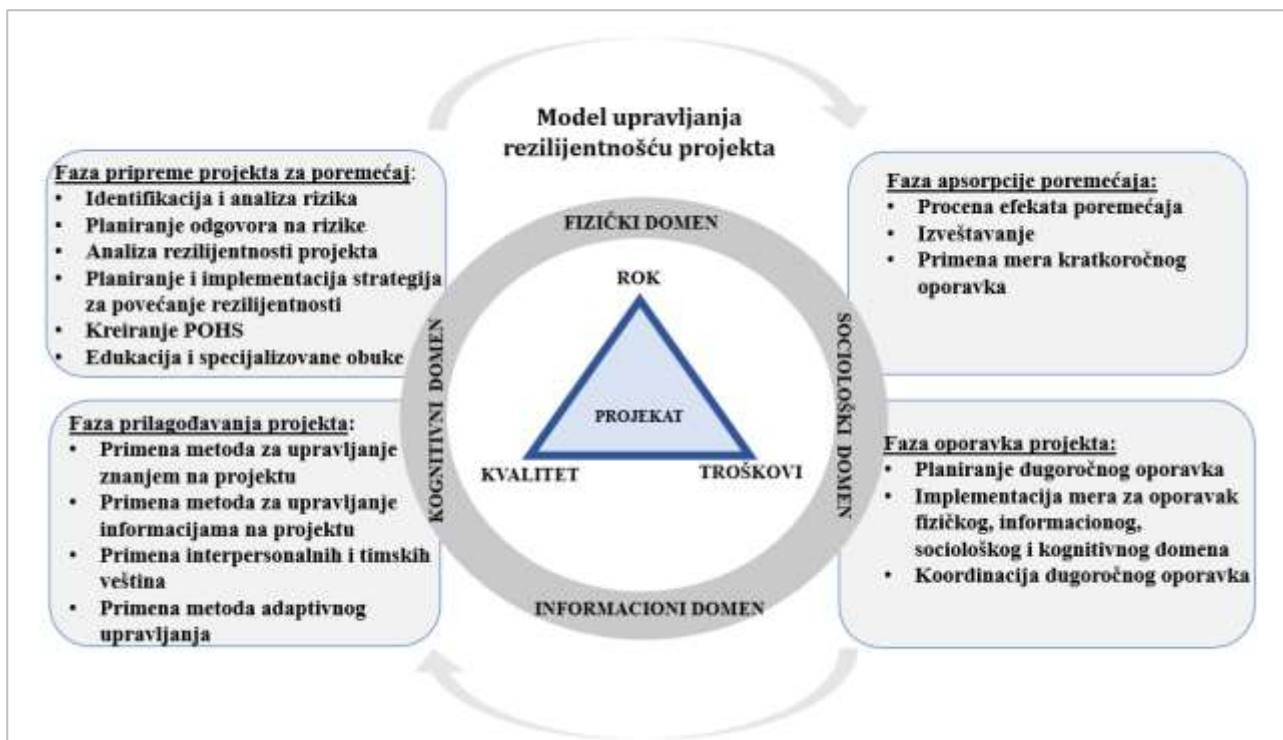 Model upravljanja
rezilijentnošću projekta
Faza pripreme projekta za poremećaj:
• Identifikacija i analiza rizika
• Planiranje odgovora na rizike
• Analiza rezilijentnosti projekta
• Planiranje i implementacija strategija
za povećanje rezilijentnosti
• Kreiranje POHS
• Edukacija i specijalizovane obuke
Faza apsorpcije poremećaja:
• Procena efekata poremećaja
• Izveštavanje
• Primena mera kratkoročnog
oporavka
FIZIČKI DOMEN
KOGNITIVNI DOMEN
SOCIOLOŠKI DOMEN
INFORMACIONI DOMEN
ROK
PROJEKAT
KVALITET
TROŠKOVI
Faza prilagođavanja projekta:
• Primena metoda za upravljanje
znanjem na projektu
• Primena metoda za upravljanje
informacijama na projektu
• Primena interpersonalnih i timskih
veština
• Primena metoda adaptivnog
upravljanja
Faza oporavka projekta:
• Planiranje dugoročnog oporavka
• Implementacija mera za oporavak
fizičkog, informacionog,
sociološkog i kognitivnog domena
• Koordinacija dugoročnog oporavka